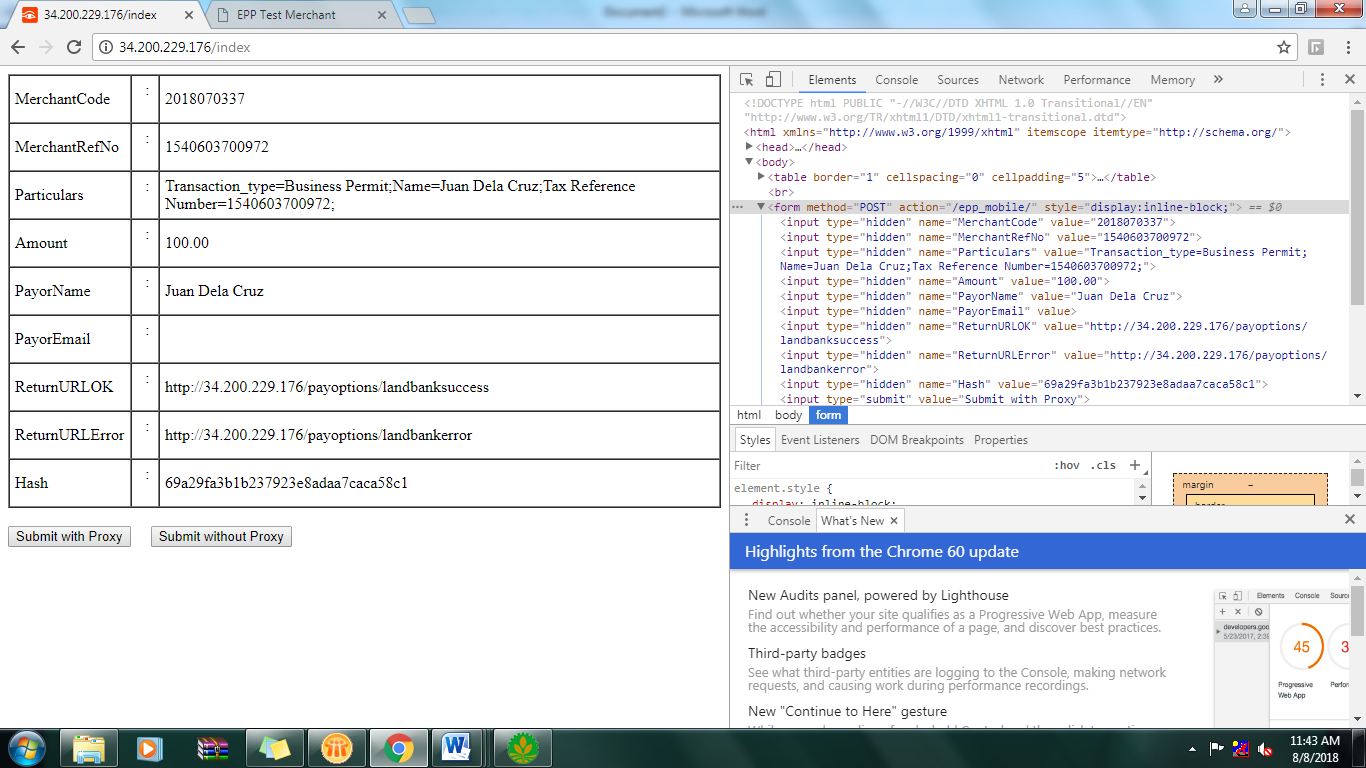 Document2 - Microsoft Word
34.200.229.176/index
EPP Test Merchant
34.200.229.176/index
MerchantCode : 2018070337
MerchantRefNo : 1540603700972
Particulars : Transaction_type=Business Permit;Name=Juan Dela Cruz;Tax Reference
Number=1540603700972;
Amount : 100.00
PayorName : Juan Dela Cruz
PayorEmail :
ReturnURLOK : http://34.200.229.176/payoptions/landbanksuccess
ReturnURLError : http://34.200.229.176/payoptions/landbankerror
Hash : 69a29fa3b1b237923e8adaa7caca58c1
Submit with Proxy Submit without Proxy
Elements Console Sources Network Performance Memory »
<!DOCTYPE html PUBLIC "-//W3C//DTD XHTML 1.0 Transitional//EN"
"http://www.w3.org/TR/xhtml1/DTD/xhtml1-transitional.dtd">
<html xmlns="http://www.w3.org/1999/xhtml" itemscope itemtype="http://schema.org/">
<head>…</head>
<body>
<table border="1" cellspacing="0" cellpadding="5">…</table>
<br>
<form method="POST" action="/epp_mobile/" style="display:inline-block;"> == $0
<input type="hidden" name="MerchantCode" value="2018070337">
<input type="hidden" name="MerchantRefNo" value="1540603700972">
<input type="hidden" name="Particulars" value="Transaction_type=Business Permit;
Name=Juan Dela Cruz;Tax Reference Number=1540603700972;">
<input type="hidden" name="Amount" value="100.00">
<input type="hidden" name="PayorName" value="Juan Dela Cruz">
<input type="hidden" name="PayorEmail" value>
<input type="hidden" name="ReturnURLOK" value="http://34.200.229.176/payoptions/
landbanksuccess">
<input type="hidden" name="ReturnURLError" value="http://34.200.229.176/payoptions/
landbankerror">
<input type="hidden" name="Hash" value="69a29fa3b1b237923e8adaa7caca58c1">
<input type="submit" value="Submit with Proxy">
html body form
Styles Event Listeners DOM Breakpoints Properties
Filter :hov .cls +
element.style {
display: inline-block;
margin –
border
Console What's New
Highlights from the Chrome 60 update
New Audits panel, powered by Lighthouse
Find out whether your site qualifies as a Progressive Web App, measure
the accessibility and performance of a page, and discover best practices.
Third-party badges
See what third-party entities are logging to the Console, making network
requests, and causing work during performance recordings.
New "Continue to Here" gesture
Elements Console
developers.goo
5/23/2017, 2:3
45
Progressive
Web App
11:43 AM
8/8/2018